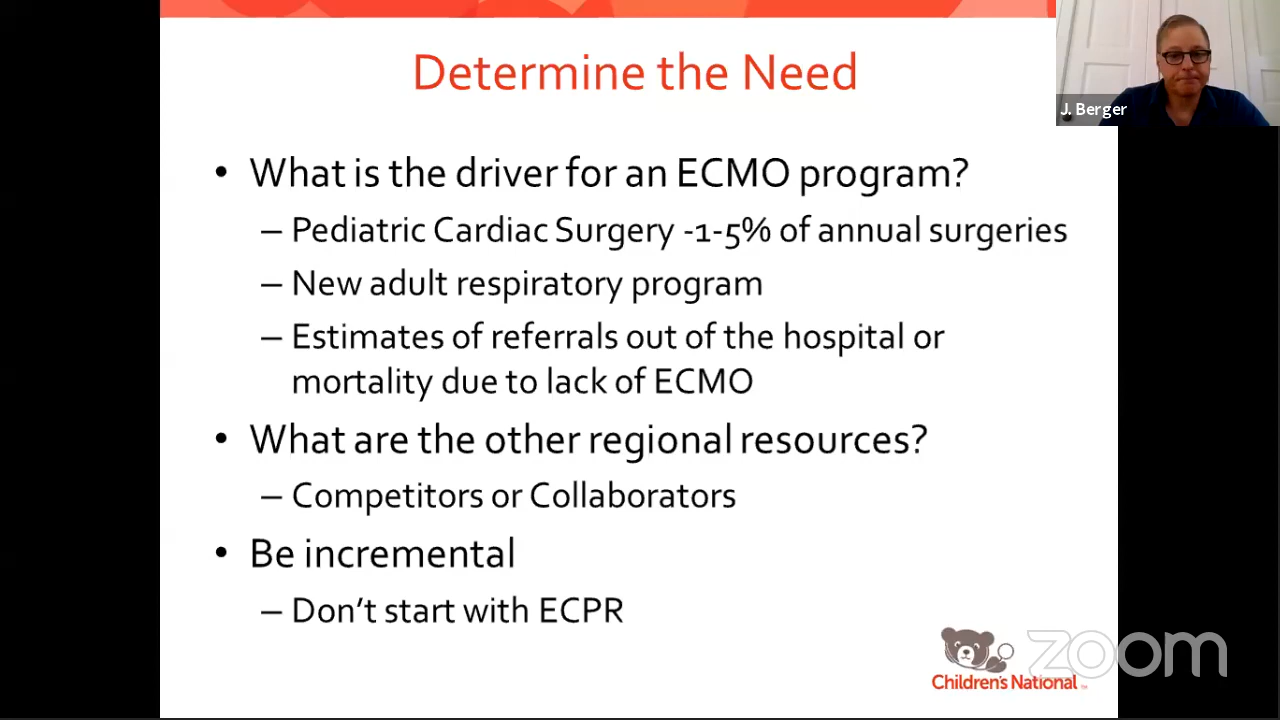 Determine the Need
J. Berger
• What is the driver for an ECMO program?
– Pediatric Cardiac Surgery -1-5% of annual surgeries
– New adult respiratory program
– Estimates of referrals out of the hospital or
mortality due to lack of ECMO
• What are the other regional resources?
– Competitors or Collaborators
• Be incremental
– Don't start with ECPR
zoom
Children's National ™